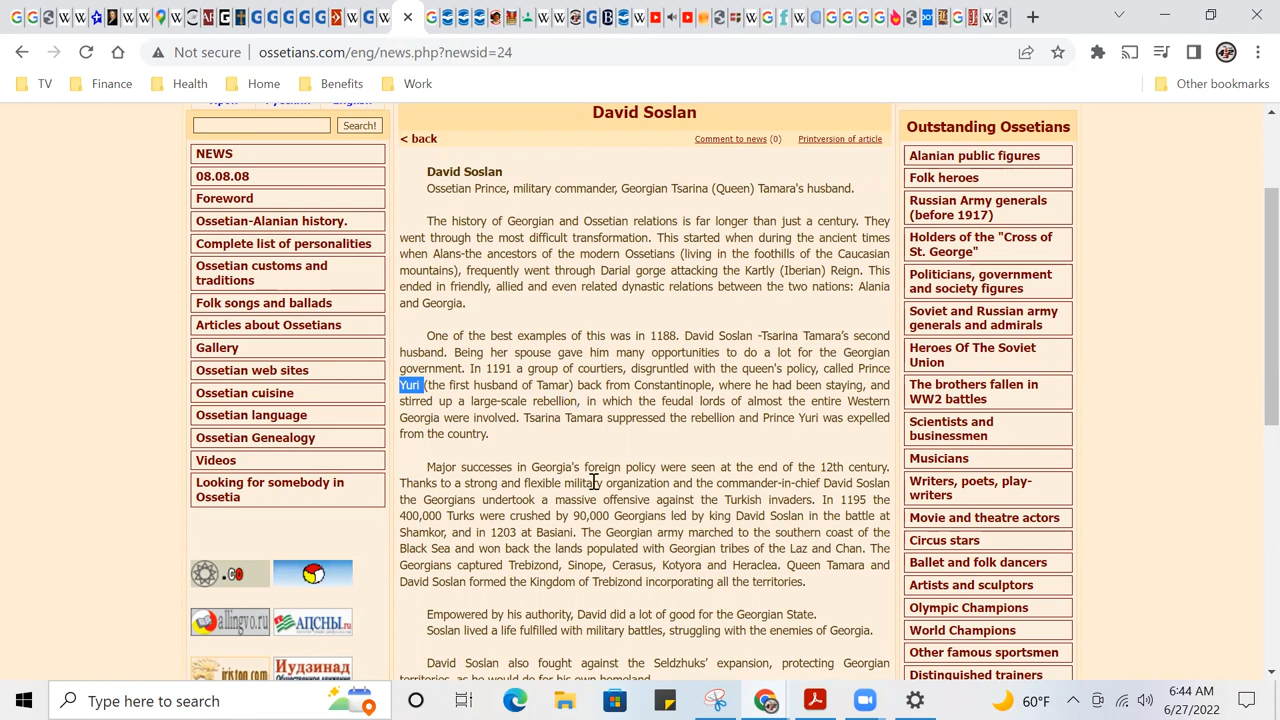 Not secure
ossetians.com/eng/news.php?newsid=24
TV
Finance
Health
Home
Benefits
Work
Other bookmarks
Search!
NEWS
08.08.08
Foreword
Ossetian-Alanian history.
Complete list of personalities
Ossetian customs and
traditions
Folk songs and ballads
Articles about Ossetians
Gallery
Ossetian web sites
Ossetian cuisine
Ossetian language
Ossetian Genealogy
Videos
Looking for somebody in
Ossetia
.CO
allingvo.ru
АПСНЫ.ru
iriston.com
Иудзинад
David Soslan
< back
Comment to news (0)
Printversion of article
David Soslan
Ossetian Prince, military commander, Georgian Tsarina (Queen) Tamara's husband.
The history of Georgian and Ossetian relations is far longer than just a century. They
went through the most difficult transformation. This started when during the ancient times
when Alans-the ancestors of the modern Ossetians (living in the foothills of the Caucasian
mountains), frequently went through Darial gorge attacking the Kartly (Iberian) Reign. This
ended in friendly, allied and even related dynastic relations between the two nations: Alania
and Georgia.
One of the best examples of this was in 1188. David Soslan -Tsarina Tamara's second
husband. Being her spouse gave him many opportunities to do a lot for the Georgian
government. In 1191 a group of courtiers, disgruntled with the queen's policy, called Prince
Yuri (the first husband of Tamar) back from Constantinople, where he had been staying, and
stirred up a large-scale rebellion, in which the feudal lords of almost the entire Western
Georgia were involved. Tsarina Tamara suppressed the rebellion and Prince Yuri was expelled
from the country.
Major successes in Georgia's foreign policy were seen at the end of the 12th century.
Thanks to a strong and flexible military organization and the commander-in-chief David Soslan
the Georgians undertook a massive offensive against the Turkish invaders. In 1195 the
400,000 Turks were crushed by 90,000 Georgians led by king David Soslan in the battle at
Shamkor, and in 1203 at Basiani. The Georgian army marched to the southern coast of the
Black Sea and won back the lands populated with Georgian tribes of the Laz and Chan. The
Georgians captured Trebizond, Sinope, Cerasus, Kotyora and Heraclea. Queen Tamara and
David Soslan formed the Kingdom of Trebizond incorporating all the territories.
Empowered by his authority, David did a lot of good for the Georgian State.
Soslan lived a life fulfilled with military battles, struggling with the enemies of Georgia.
David Soslan also fought against the Seldzhuks' expansion, protecting Georgian
territories, as he would do for his own homeland.
Outstanding Ossetians
Alanian public figures
Folk heroes
Russian Army generals
(before 1917)
Holders of the "Cross of
St. George"
Politicians, government
and society figures
Soviet and Russian army
generals and admirals
Heroes Of The Soviet
Union
The brothers fallen in
WW2 battles
Scientists and
businessmen
Musicians
Writers, poets, play-
writers
Movie and theatre actors
Circus stars
Ballet and folk dancers
Artists and sculptors
Olympic Champions
World Champions
Other famous sportsmen
Distinguished trainers
Type here to search
60°F
6:44 AM
6/27/2022